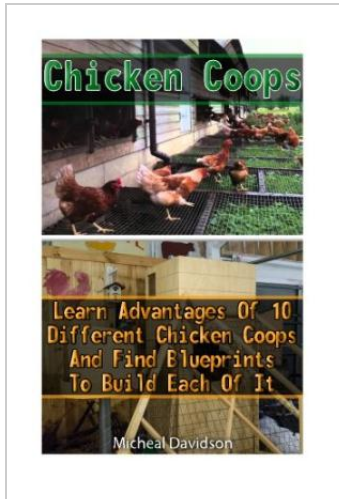 Chicken Coops
Learn Advantages Of 10
Different Chicken Coops
And Find Blueprints
To Build Each Of It
Micheal Davidson